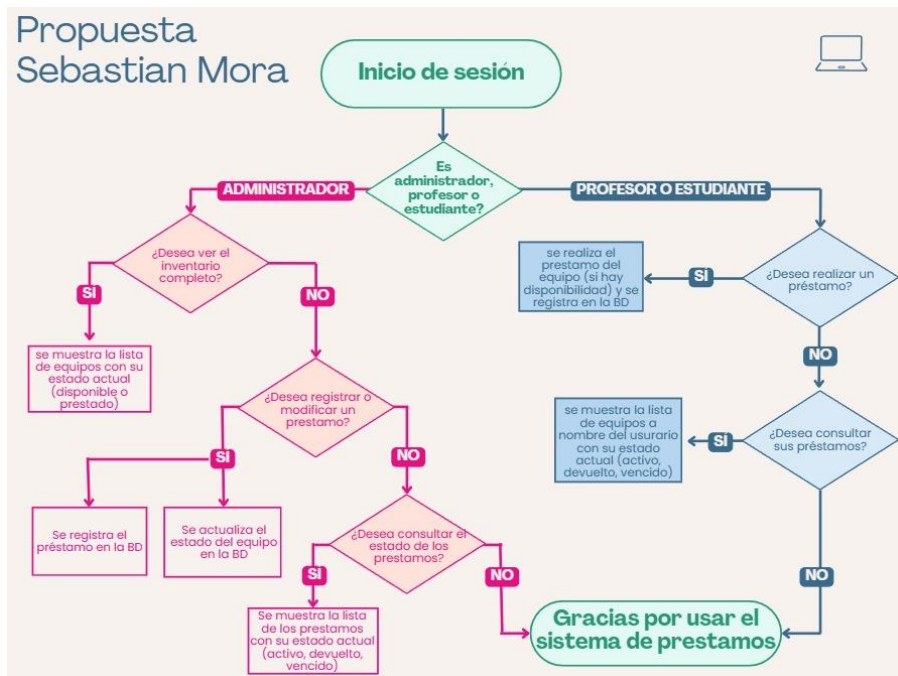 Propuesta
Sebastian Mora
Inicio de sesión
Es
administrador,
profesor o
estudiante?
ADMINISTRADOR
PROFESOR O ESTUDIANTE
¿Desea ver el
inventario
completo?
SI
NO
se muestra la lista
de equipos con su
estado actual
(disponible o
prestado)
¿Desea registrar o
modificar un
prestamo?
SI
NO
Se registra el
préstamo en la BD
Se actualiza el
estado del equipo
en la BD
¿Desea consultar el
estado de los
prestamos?
SI
NO
Se muestra la lista
de los prestamos
con su estado actual
(activo, devuelto,
vencido)
¿Desea realizar un
préstamo?
SI
NO
se realiza el
prestamo del
equipo (si hay
disponibilidad) y se
registra en la BD
¿Desea consultar
sus préstamos?
SI
NO
se muestra la lista
de equipos a
nombre del usurario
con su estado
actual (activo,
devuelto, vencido)
Gracias por usar el
sistema de prestamos